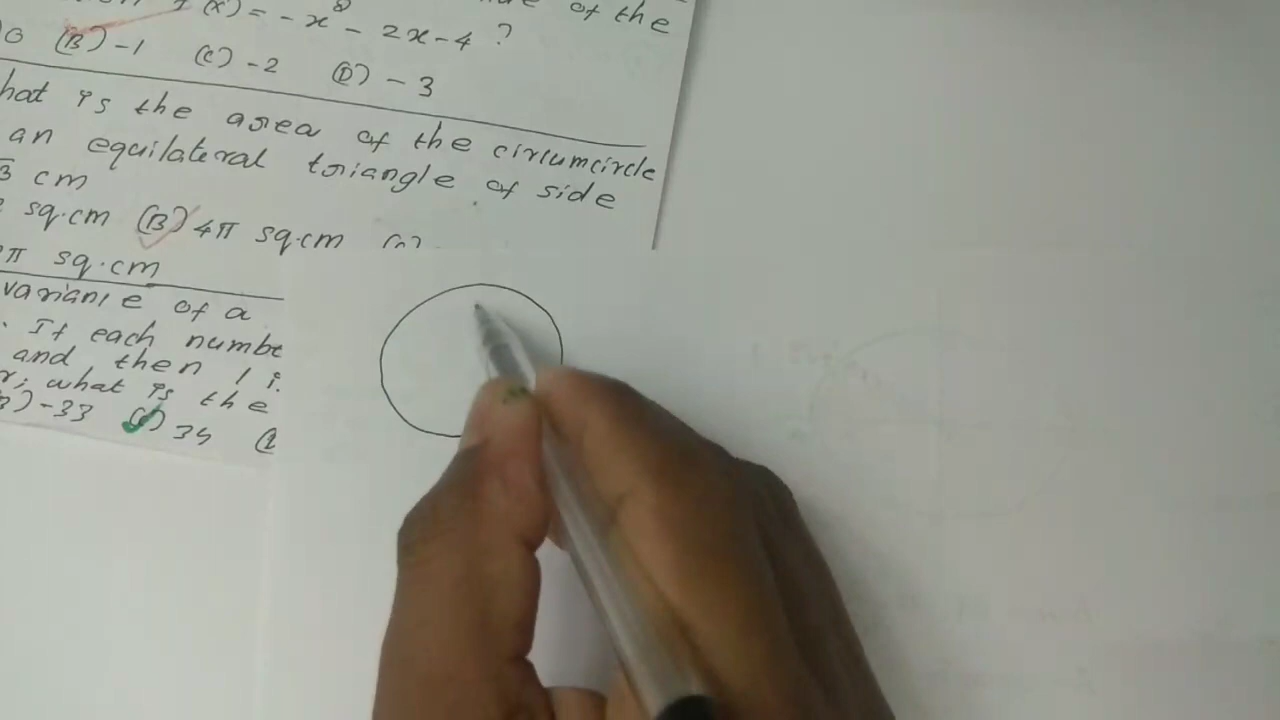 of the
(x) = - x² - 2x - 4 ?
(B) -1 (C) -2 (D) - 3
hat is the area of the circumcircle
an equilateral triangle of side
3 cm
sq.cm (B) 4π sq.cm
π sq.cm
variance of a
. If each numbe
and then 1 i
r, what is the
3) -33 (C) 34